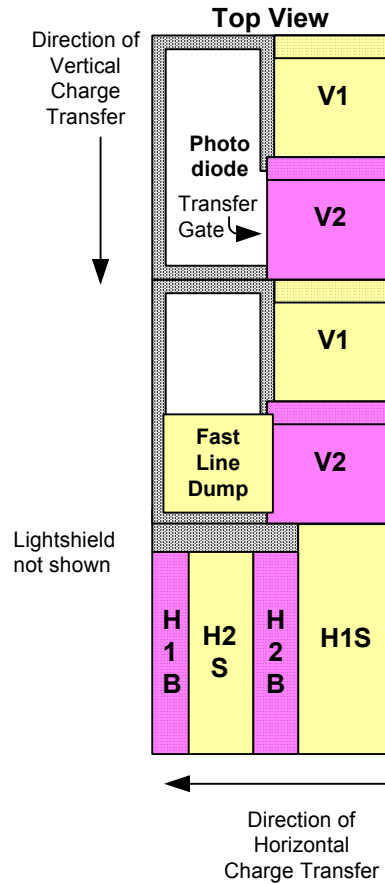 Top View
Direction of
Vertical
Charge
Transfer
V1
Photo
diode
Transfer
Gate
V2
V1
Fast
Line
Dump
V2
Lightshield
not shown
H
1
B
H2
S
H
2
B
H1S
Direction of
Horizontal
Charge Transfer